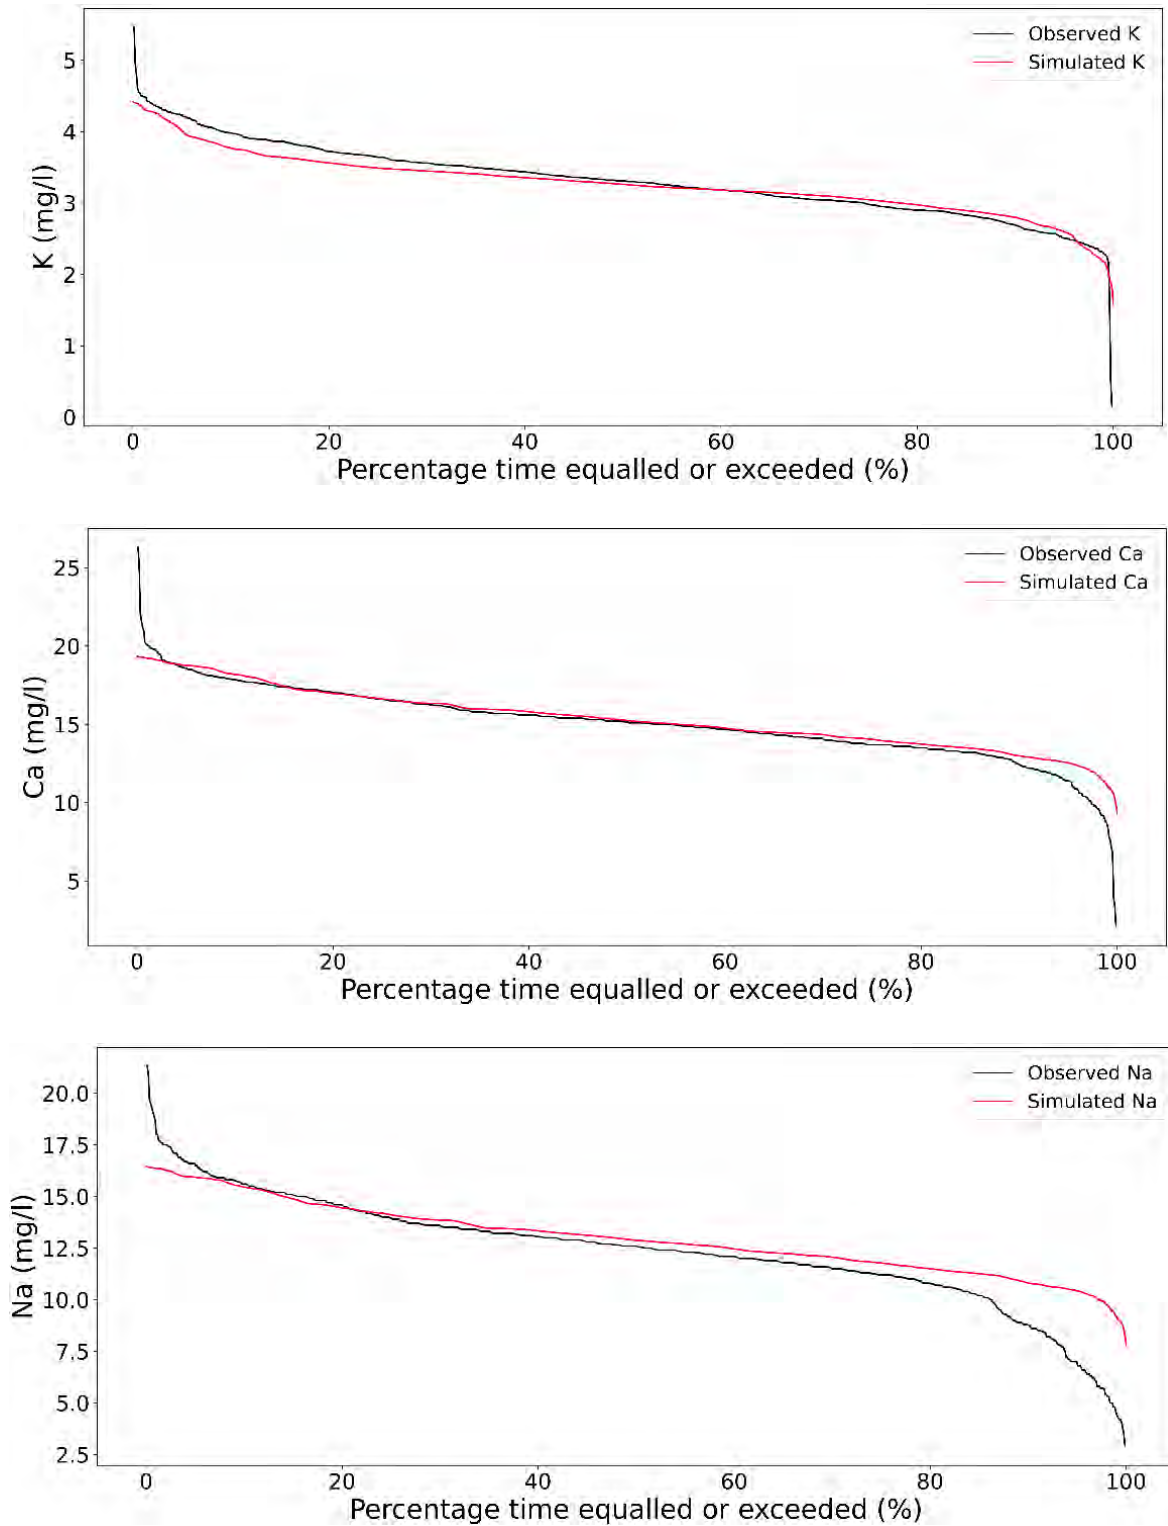 Observed K
Simulated K
5
4
3
2
1
0
K (mg/l)
0 20 40 60 80 100
Percentage time equalled or exceeded (%)
Observed Ca
Simulated Ca
25
20
15
10
5
Ca (mg/l)
0 20 40 60 80 100
Percentage time equalled or exceeded (%)
Observed Na
Simulated Na
20.0
17.5
15.0
12.5
10.0
7.5
5.0
2.5
Na (mg/l)
0 20 40 60 80 100
Percentage time equalled or exceeded (%)